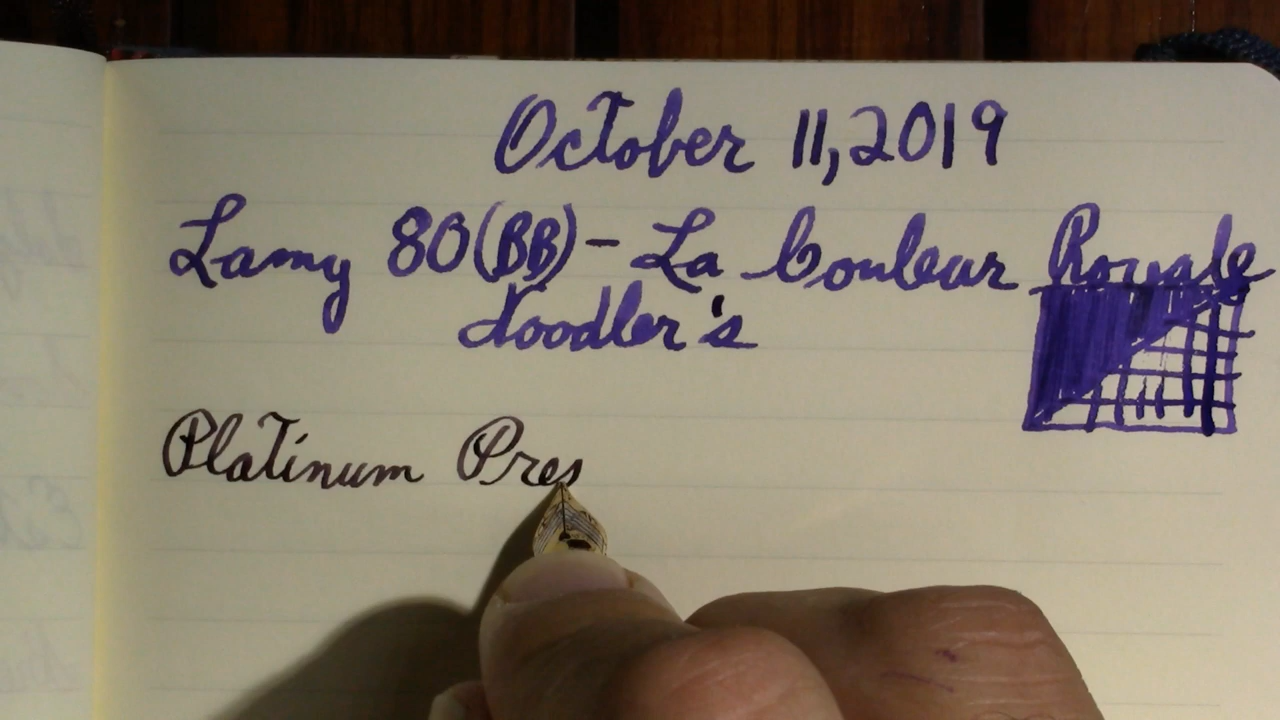 October 11, 2019
Lamy 80(BB) - La Couleur Royale
Noodler's
Platinum Pres